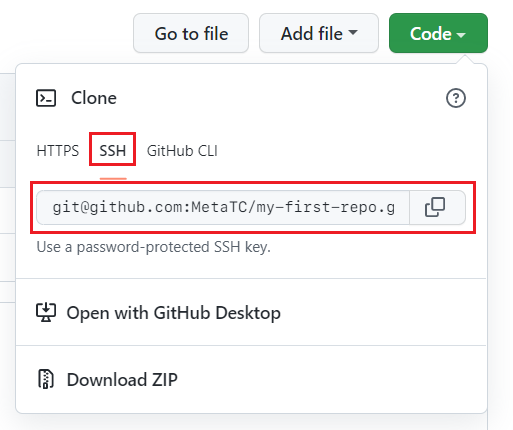 Go to file Add file Code
Clone
HTTPS SSH GitHub CLI
git@github.com:MetaTC/my-first-repo.g
Use a password-protected SSH key.
Open with GitHub Desktop
Download ZIP